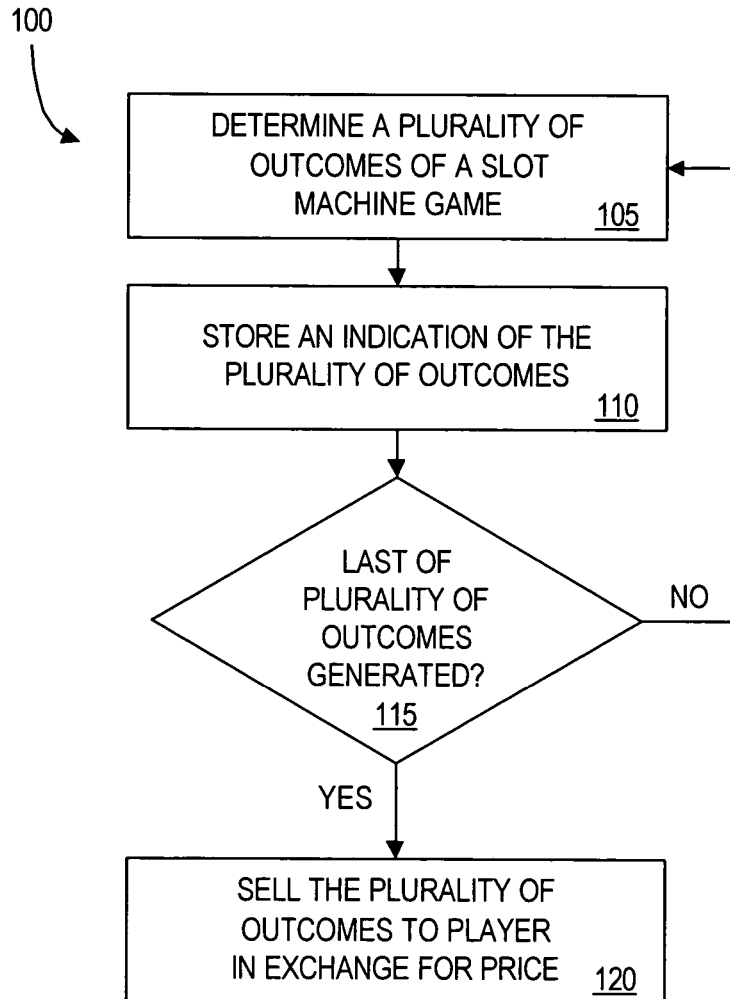 100
DETERMINE A PLURALITY OF
OUTCOMES OF A SLOT
MACHINE GAME
105
STORE AN INDICATION OF THE
PLURALITY OF OUTCOMES
110
LAST OF
PLURALITY OF
OUTCOMES
GENERATED?
115
NO
YES
SELL THE PLURALITY OF
OUTCOMES TO PLAYER
IN EXCHANGE FOR PRICE
120